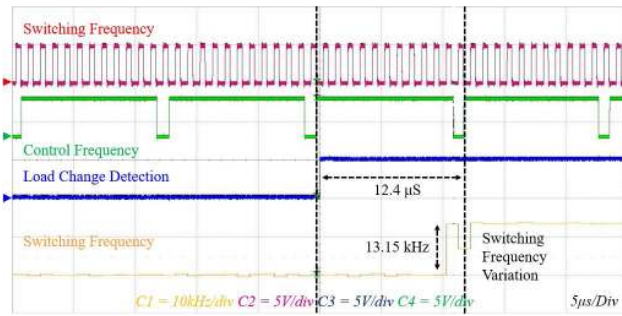 Switching Frequency
Control Frequency
Load Change Detection
12.4 µS
Switching Frequency
13.15 kHz
Switching
Frequency
Variation
C1 = 10kHz/div C2 = 5V/div C3 = 5V/div C4 = 5V/div 5µs/Div